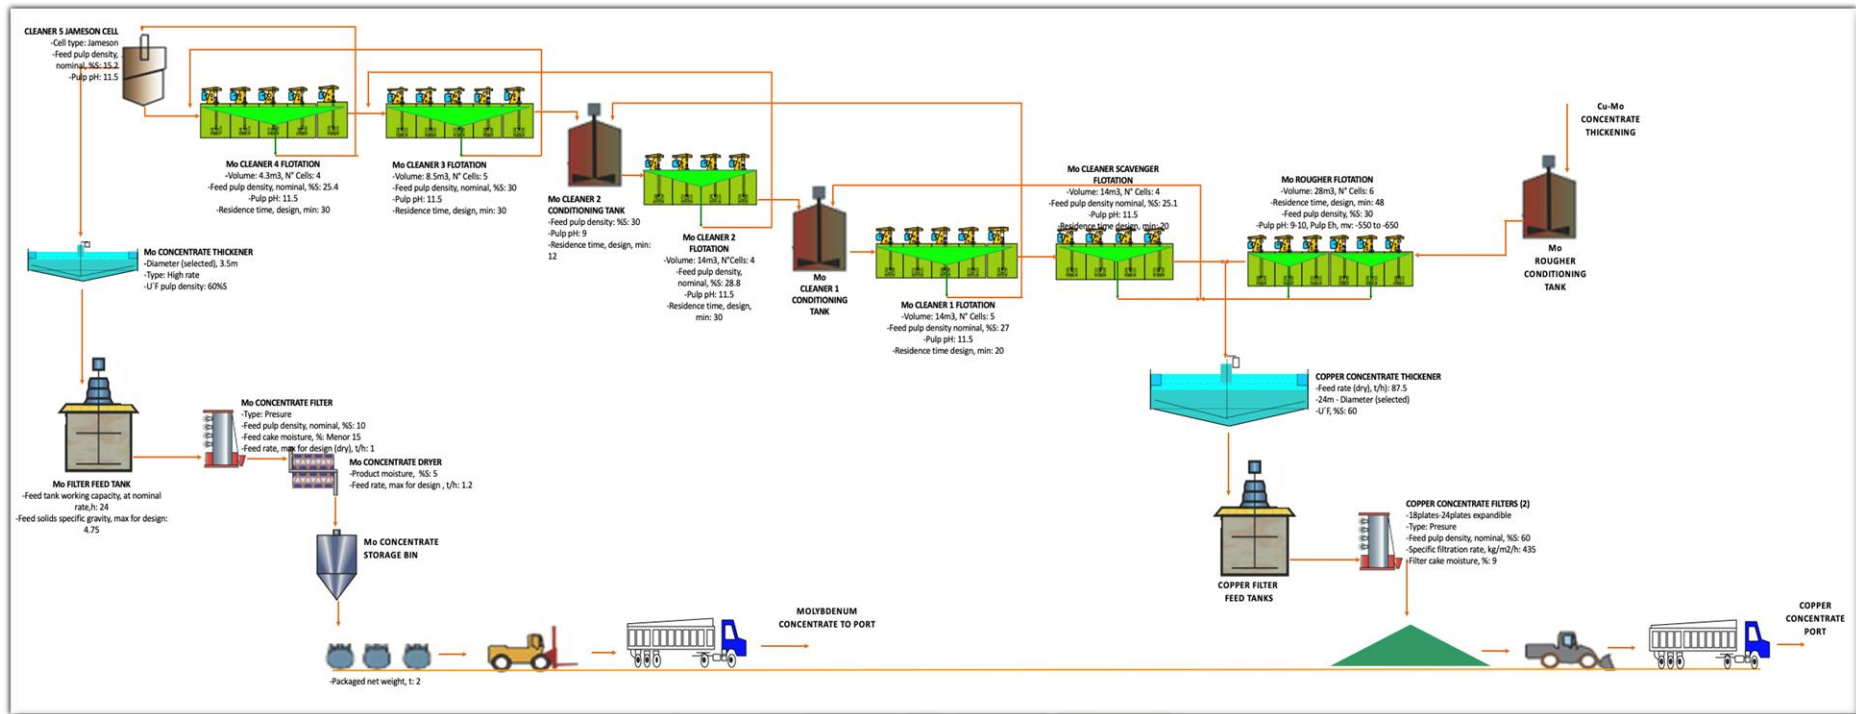 CLEANER 5 JAMESON CELL
-Cell type: Jameson
-Feed pulp density,
nominal, %S: 15.2
-Pulp pH: 11.5
Mo CLEANER 4 FLOTATION
-Volume: 4.3m3, N° Cells: 4
-Feed pulp density, nominal, %S: 25.4
-Pulp pH: 11.5
-Residence time, design, min: 30
Mo CLEANER 3 FLOTATION
-Volume: 8.5m3, N° Cells: 5
-Feed pulp density, nominal, %S: 30
-Pulp pH: 11.5
-Residence time, design, min: 30
Mo CLEANER 2
CONDITIONING TANK
-Feed pulp density: %S: 30
-Pulp pH: 9
-Residence time, design, min:
12
Mo CLEANER 2
FLOTATION
-Volume: 14m3, N°Cells: 4
-Feed pulp density,
nominal, %S: 28.8
-Pulp pH: 11.5
-Residence time, design,
min: 30
Mo
CLEANER 1
CONDITIONING
TANK
Mo CLEANER 1 FLOTATION
-Volume: 14m3, N° Cells: 5
-Feed pulp density nominal, %S: 27
-Pulp pH: 11.5
-Residence time design, min: 20
Mo CLEANER SCAVENGER
FLOTATION
-Volume: 14m3, N° Cells: 4
-Feed pulp density nominal, %S: 25.1
-Pulp pH: 11.5
-Residence time design, min: 20
Mo ROUGHER FLOTATION
-Volume: 28m3, N° Cells: 6
-Residence time, design, min: 48
-Feed pulp density, %S: 30
-Pulp pH: 9-10, Pulp Eh, mv: -550 to -650
Cu-Mo
CONCENTRATE
THICKENING
Mo
ROUGHER
CONDITIONING
TANK
Mo CONCENTRATE THICKENER
-Diameter (selected), 3.5m
-Type: High rate
-U´F pulp density: 60%S
COPPER CONCENTRATE THICKENER
-Feed rate (dry), t/h): 87.5
-24m - Diameter (selected)
-U´F, %S: 60
Mo CONCENTRATE FILTER
-Type: Presure
-Feed pulp density, nominal, %S: 10
-Feed cake moisture, %: Menor 15
-Feed rate, max for design (dry), t/h: 1
Mo CONCENTRATE DRYER
-Product moisture, %S: 5
-Feed rate, max for design , t/h: 1.2
Mo FILTER FEED TANK
-Feed tank working capacity, at nominal
rate,h: 24
-Feed solids specific gravity, max for design:
4.75
Mo CONCENTRATE
STORAGE BIN
COPPER FILTER
FEED TANKS
COPPER CONCENTRATE FILTERS (2)
-18plates-24plates expandible
-Type: Presure
-Feed pulp density, nominal, %S: 60
-Specific filtration rate, kg/m2/h: 435
-Filter cake moisture, %: 9
MOLYBDENUM
CONCENTRATE TO PORT
COPPER
CONCENTRATE
PORT
-Packaged net weight, t: 2